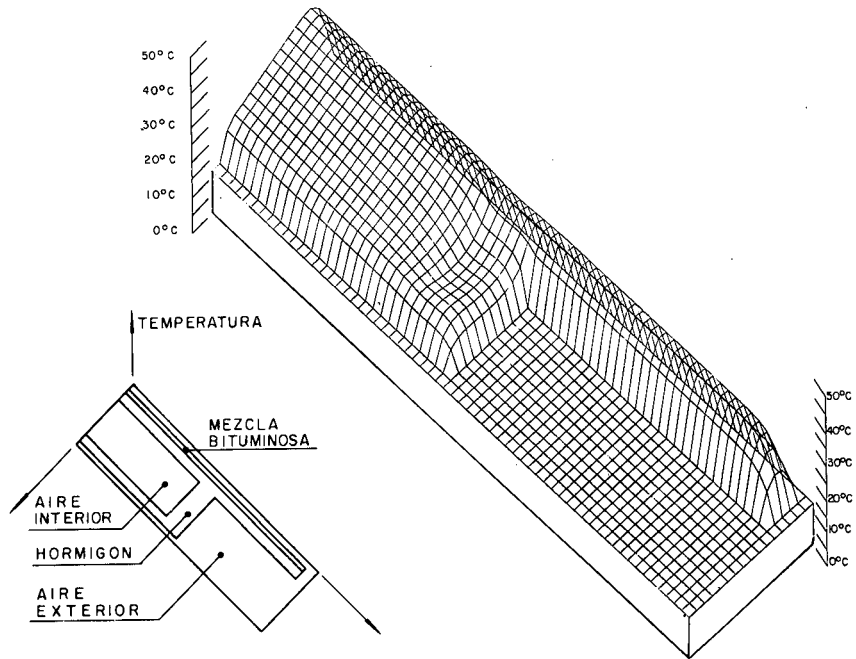 50°C
40°C
30°C
20°C
10°C
0°C
TEMPERATURA
MEZCLA
BITUMINOSA
AIRE
INTERIOR
HORMIGON
AIRE
EXTERIOR
50°C
40°C
30°C
20°C
10°C
0°C